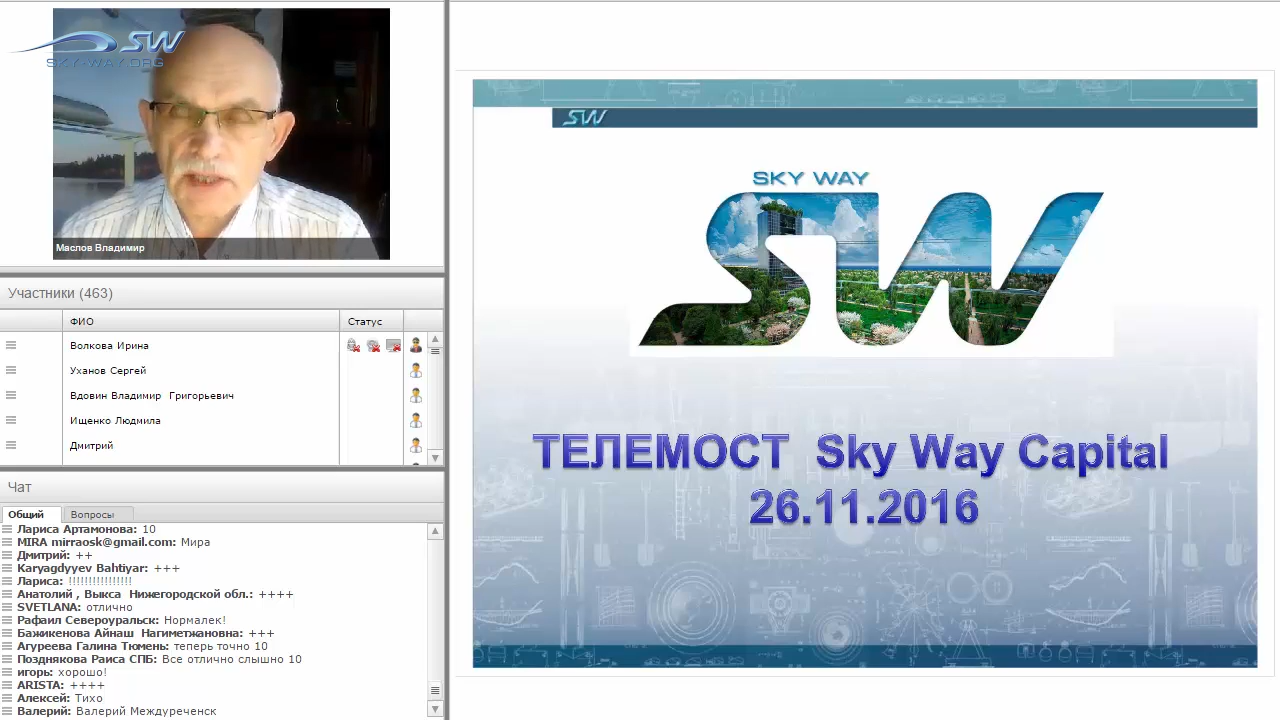 SW
SKY-WAY.ORG
Маслов Владимир
Участники (463)
ФИО
Статус
Волкова Ирина
Уханов Сергей
Вдовин Владимир Григорьевич
Ищенко Людмила
Дмитрий
Чат
Общий
Вопросы
Лариса Артамонова: 10
MIRA mirraosk@gmail.com: Мира
Дмитрий: ++
Karyagdyyev Bahtiyar: +++
Лариса: !!!!!!!!!!!!!!!!
Анатолий , Выкса Нижегородской обл.: ++++
SVETLANA: отлично
Рафаил Североуральск: Нормалек!
Бажикенова Айнаш Нагиметжановна: +++
Агуреева Галина Тюмень: теперь точно 10
Позднякова Раиса СПБ: Все отлично слышно 10
игорь: хорошо!
ARISTA: ++++
Алексей: Тихо
Валерий: Валерий Междуреченск
SW
SKY WAY
SW
ТЕЛЕМОСТ Sky Way Capital
26.11.2016